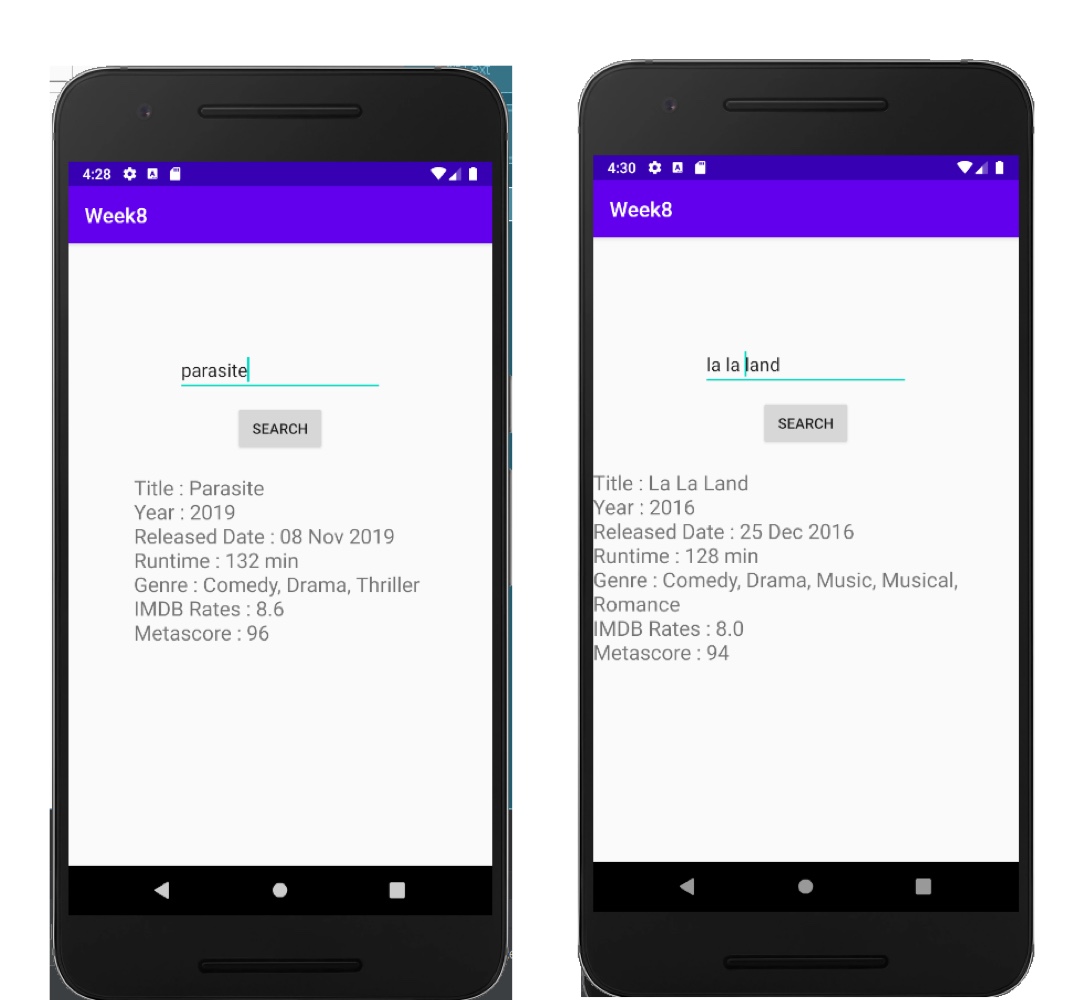 4:28
Week8
parasite
SEARCH
Title : Parasite
Year : 2019
Released Date : 08 Nov 2019
Runtime : 132 min
Genre : Comedy, Drama, Thriller
IMDB Rates : 8.6
Metascore : 96
4:30
Week8
la la land
SEARCH
Title : La La Land
Year : 2016
Released Date : 25 Dec 2016
Runtime : 128 min
Genre : Comedy, Drama, Music, Musical,
Romance
IMDB Rates : 8.0
Metascore : 94